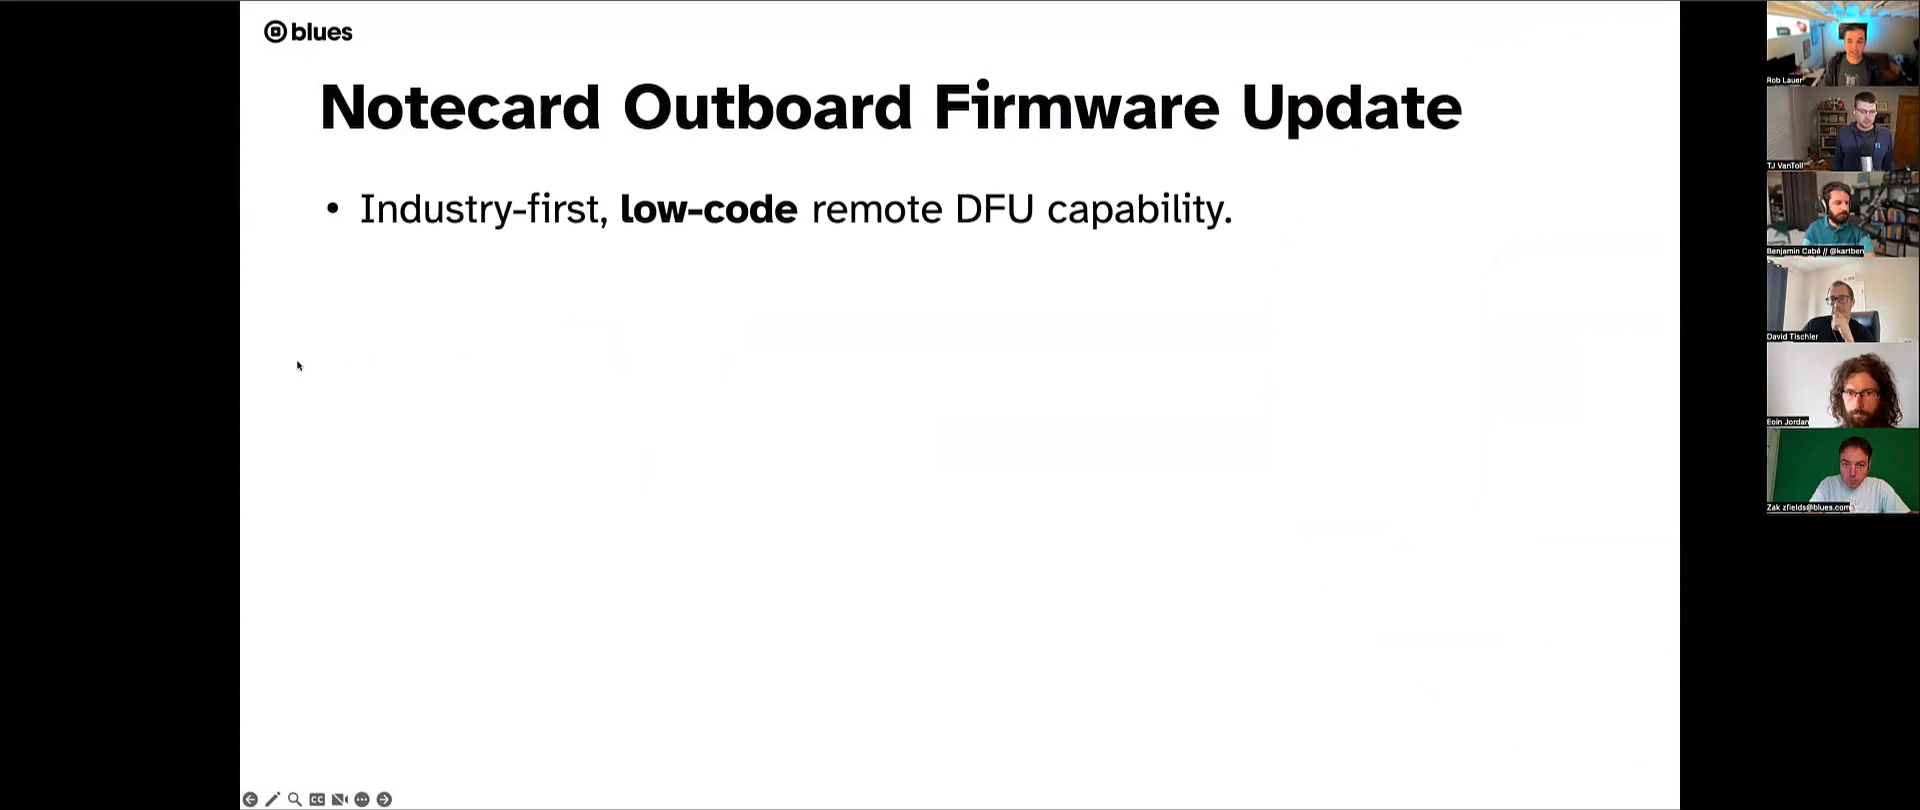 blues
Notecard Outboard Firmware Update
• Industry-first, low-code remote DFU capability.
Rob Lauer
TJ VanToll
Benjamin Cabé // @kartben
David Tischler
Eoin Jordan
Zak zfields@blues.com
CC